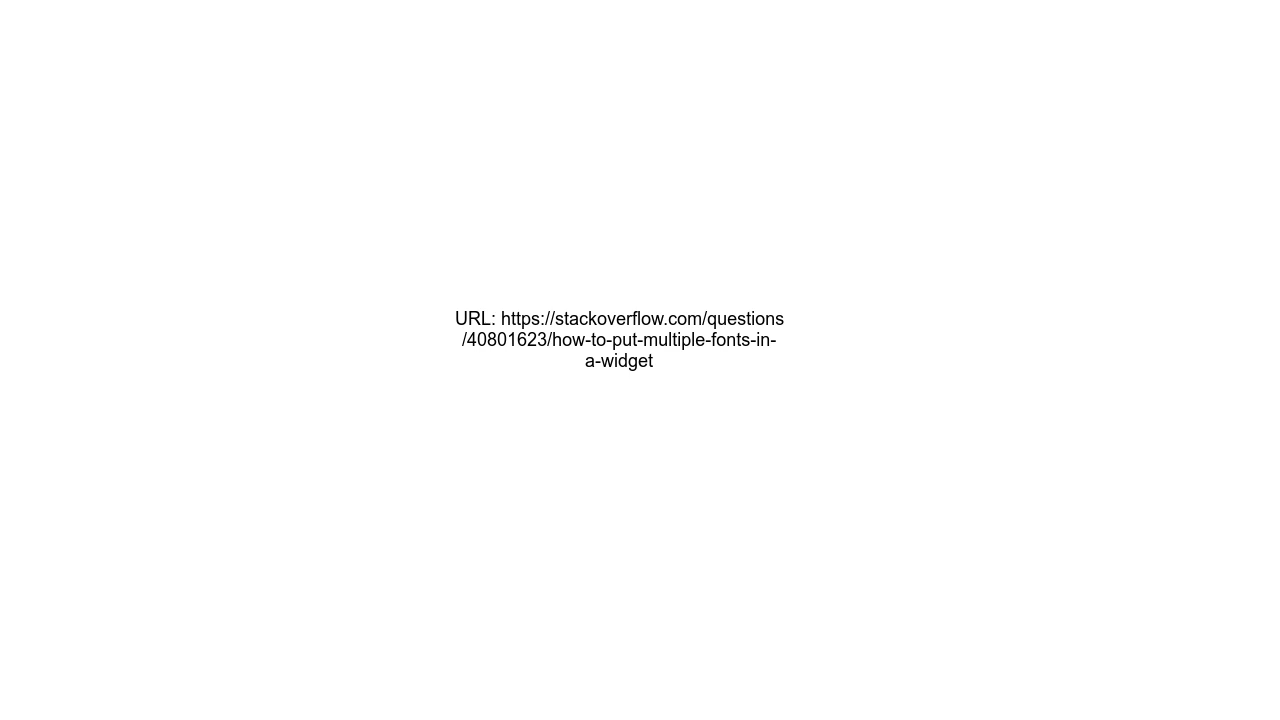 URL: https://stackoverflow.com/questions
/40801623/how-to-put-multiple-fonts-in-
a-widget